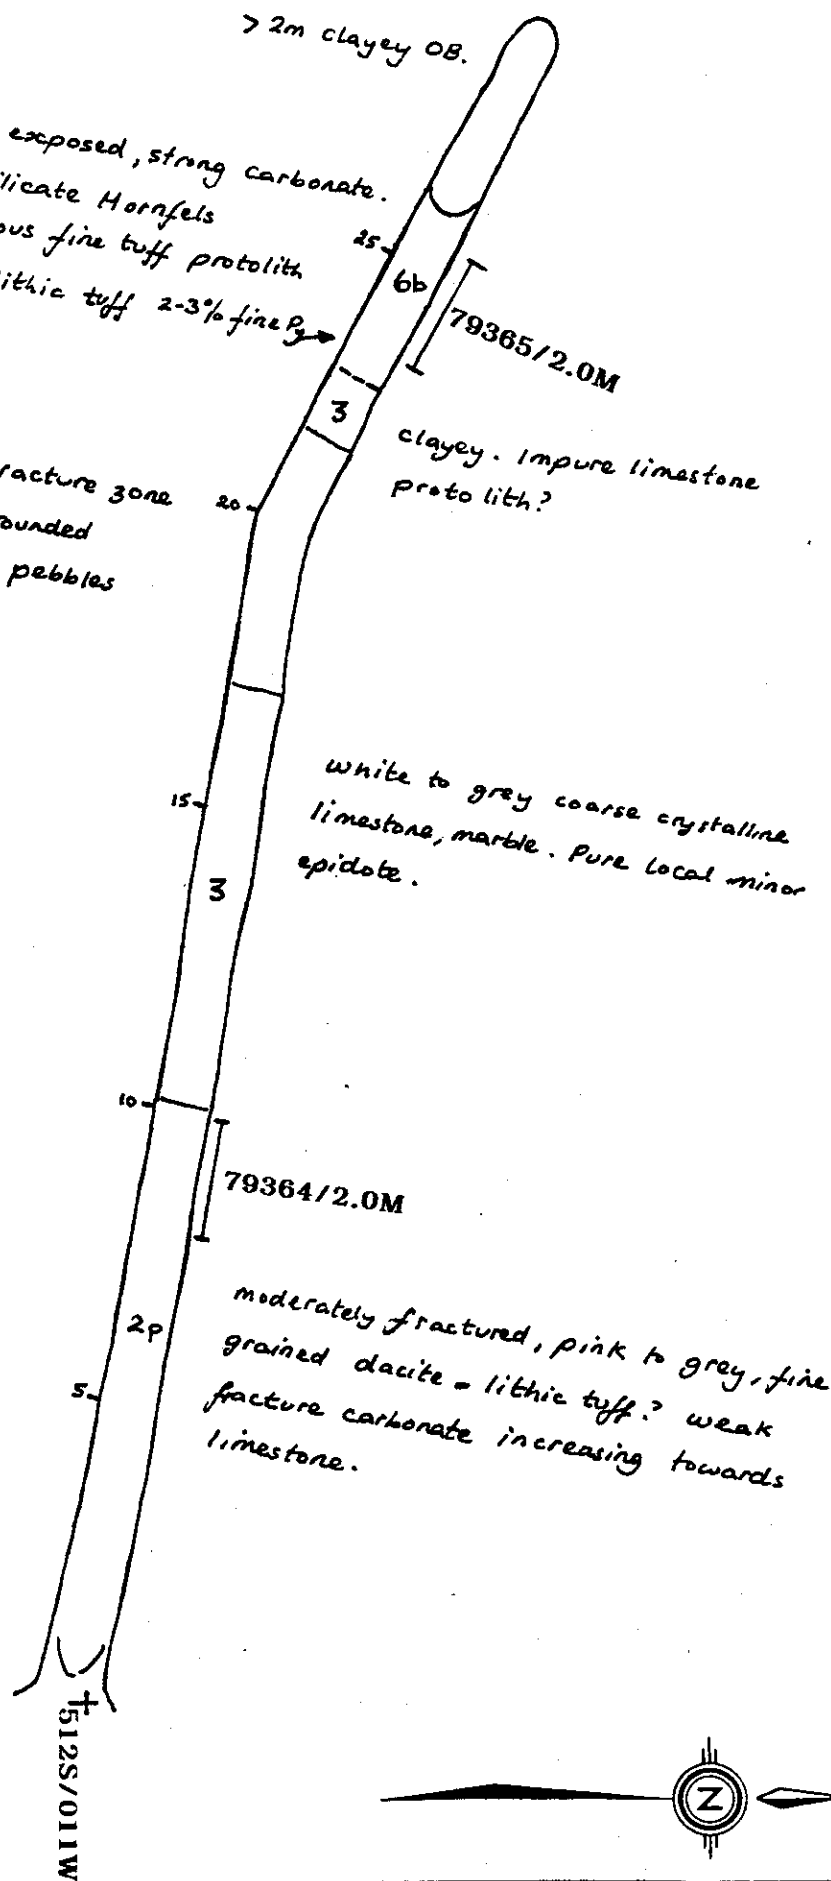 > 2m clayey OB.
exposed, strong carbonate.
licate Hornfels
ous fine tuff protolith
lithic tuff 2-3% fine Py
25
6b
79365/2.0M
3
clayey. Impure limestone
protolith?
racture zone
ounded
pebbles
20
white to grey coarse crystalline
limestone, marble. Pure local minor
epidote.
15
3
10
79364/2.0M
2p
moderately fractured, pink to grey, fine
grained dacite - lithic tuff? weak
fracture carbonate increasing towards
limestone.
5
512S/011W
Z